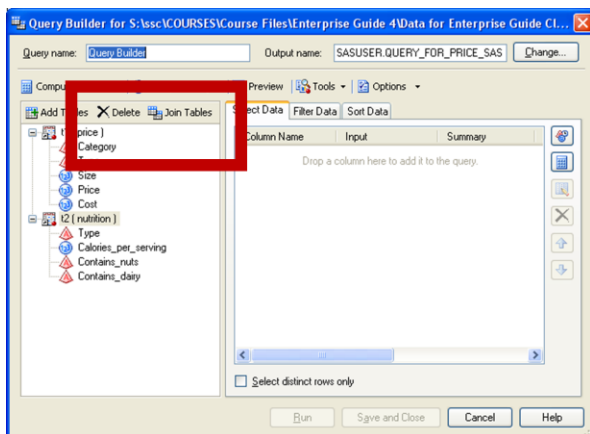 Query Builder for S:\ssc\COURSES\Course Files\Enterprise Guide 4\Data for Enterprise Guide Cl...
Query name: Query Builder Output name: SASUSER.QUERY_FOR_PRICE_SAS Change...
Preview Tools Options
Delete Join Tables Select Data Filter Data Sort Data
price )
Column Name Input Summary
Category
Drop a column here to add it to the query.
Size
Price
Cost
t2 ( nutrition )
Type
Calories_per_serving
Contains_nuts
Contains_dairy
Select distinct rows only
Run Save and Close Cancel Help